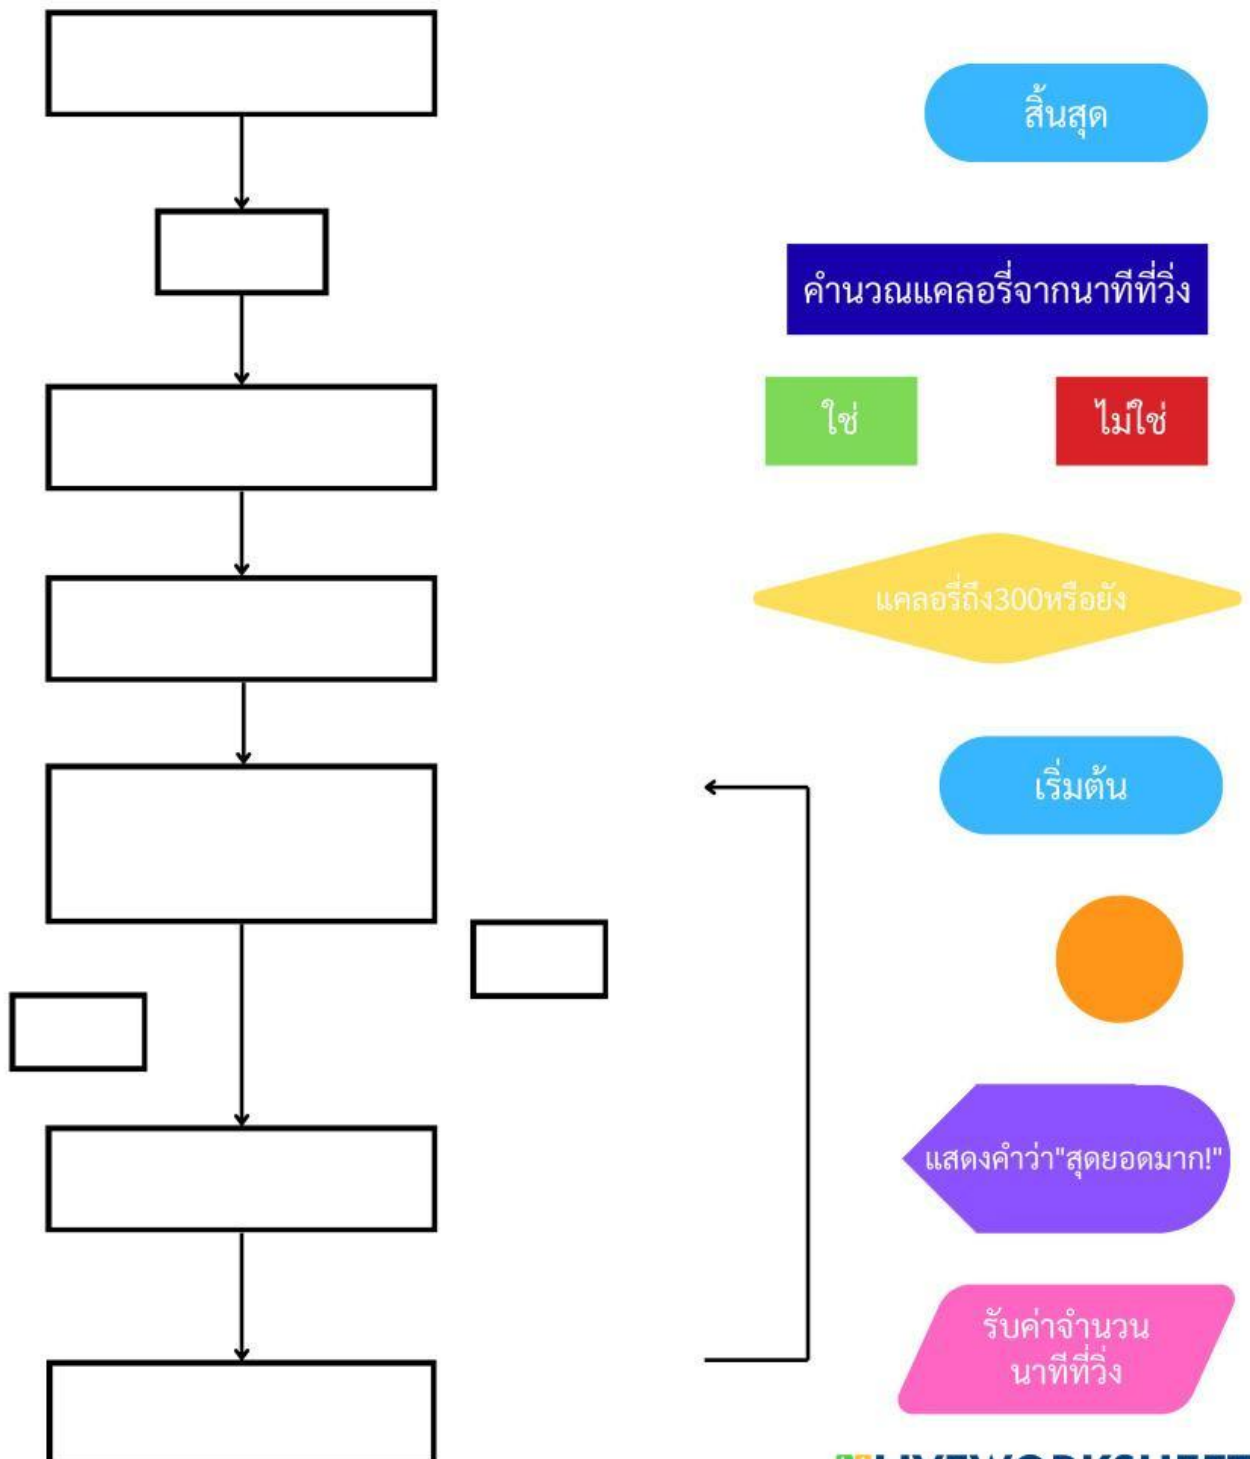 สิ้นสุด
คำนวณแคลอรี่จากนาทีที่วิ่ง
ใช่
ไม่ใช่
แคลอรี่ถึง300หรือยัง
เริ่มต้น
แสดงคำว่า"สุดยอดมาก!"
รับค่าจำนวน
นาทีที่วิ่ง